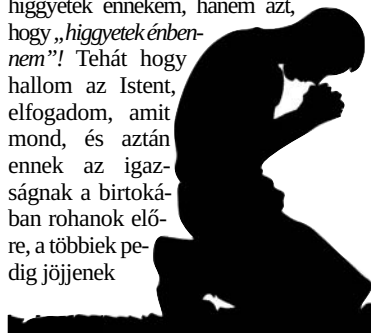 higgyetek ennekem, hanem azt,
hogy „higgyetek énben-
nem”! Tehát hogy
hallom az Istent,
elfogadom, amit
mond, és aztán
ennek az igaz-
ságnak a birtoká-
ban rohanok elő-
re, a többiek pe-
dig jöjjenek